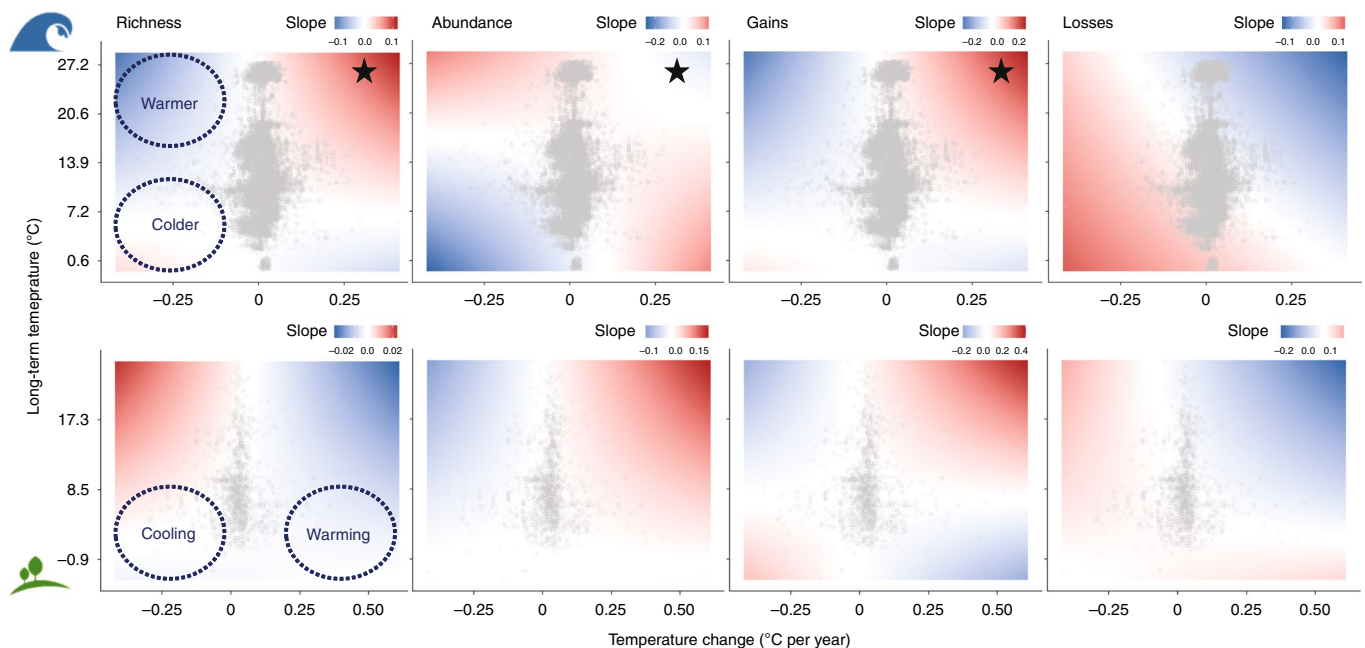 Richness
Slope
−0.1 0.0 0.1
Abundance
Slope
−0.2 0.0 0.1
Gains
Slope
−0.2 0.0 0.2
Losses
Slope
−0.1 0.0 0.1
Long-term temeprature (°C)
27.2
20.6
13.9
7.2
0.6
Warmer
Colder
−0.25 0 0.25
−0.25 0 0.25
−0.25 0 0.25
−0.25 0 0.25
Slope
−0.02 0.0 0.02
Slope
−0.1 0.0 0.15
Slope
−0.2 0.0 0.2 0.4
Slope
−0.2 0.0 0.1
17.3
8.5
−0.9
Cooling
Warming
−0.25 0 0.25 0.50
−0.25 0 0.25 0.50
−0.25 0 0.25 0.50
−0.25 0 0.25 0.50
Temperature change (°C per year)